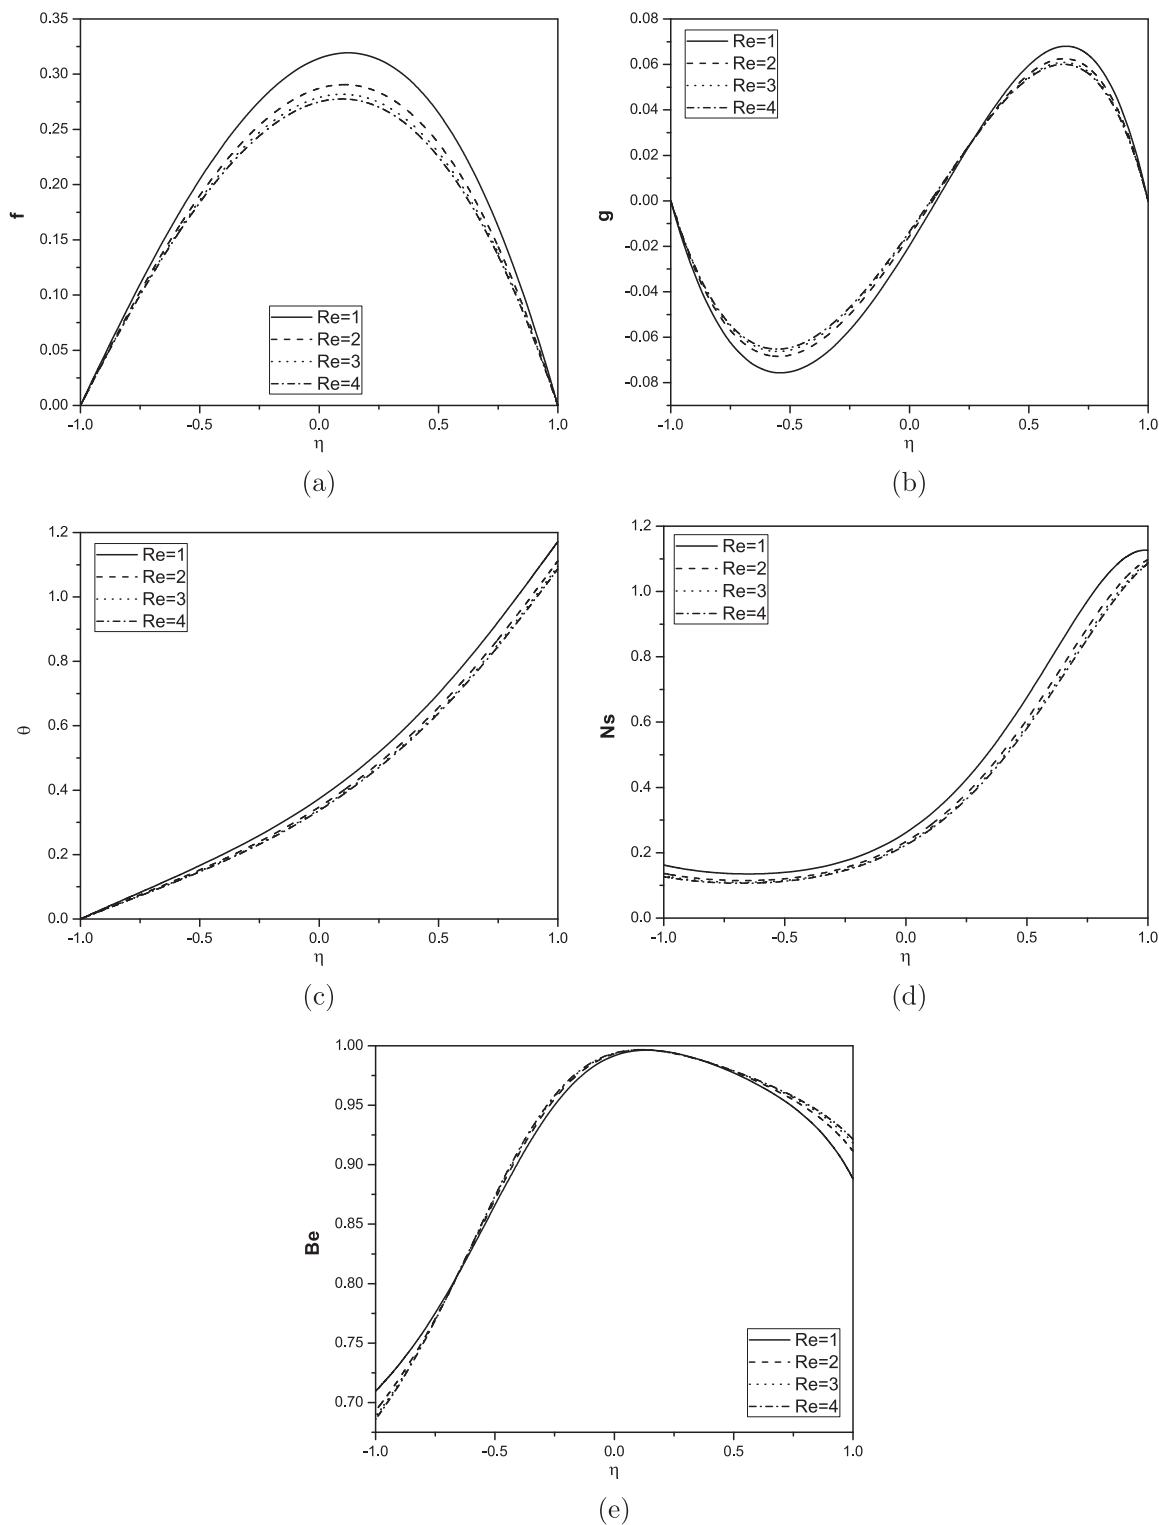 0.35
0.30
0.25
0.20
0.15
0.10
0.05
0.00
f
Re=1
Re=2
Re=3
Re=4
-1.0 -0.5 0.0 0.5 1.0
η
(a)
0.08
0.06
0.04
0.02
0.00
-0.02
-0.04
-0.06
-0.08
g
Re=1
Re=2
Re=3
Re=4
-1.0 -0.5 0.0 0.5 1.0
η
(b)
1.2
1.0
0.8
0.6
0.4
0.2
0.0
θ
Re=1
Re=2
Re=3
Re=4
-1.0 -0.5 0.0 0.5 1.0
η
(c)
1.2
1.0
0.8
0.6
0.4
0.2
0.0
Ns
Re=1
Re=2
Re=3
Re=4
-1.0 -0.5 0.0 0.5 1.0
η
(d)
1.00
0.95
0.90
0.85
0.80
0.75
0.70
Be
Re=1
Re=2
Re=3
Re=4
-1.0 -0.5 0.0 0.5 1.0
η
(e)